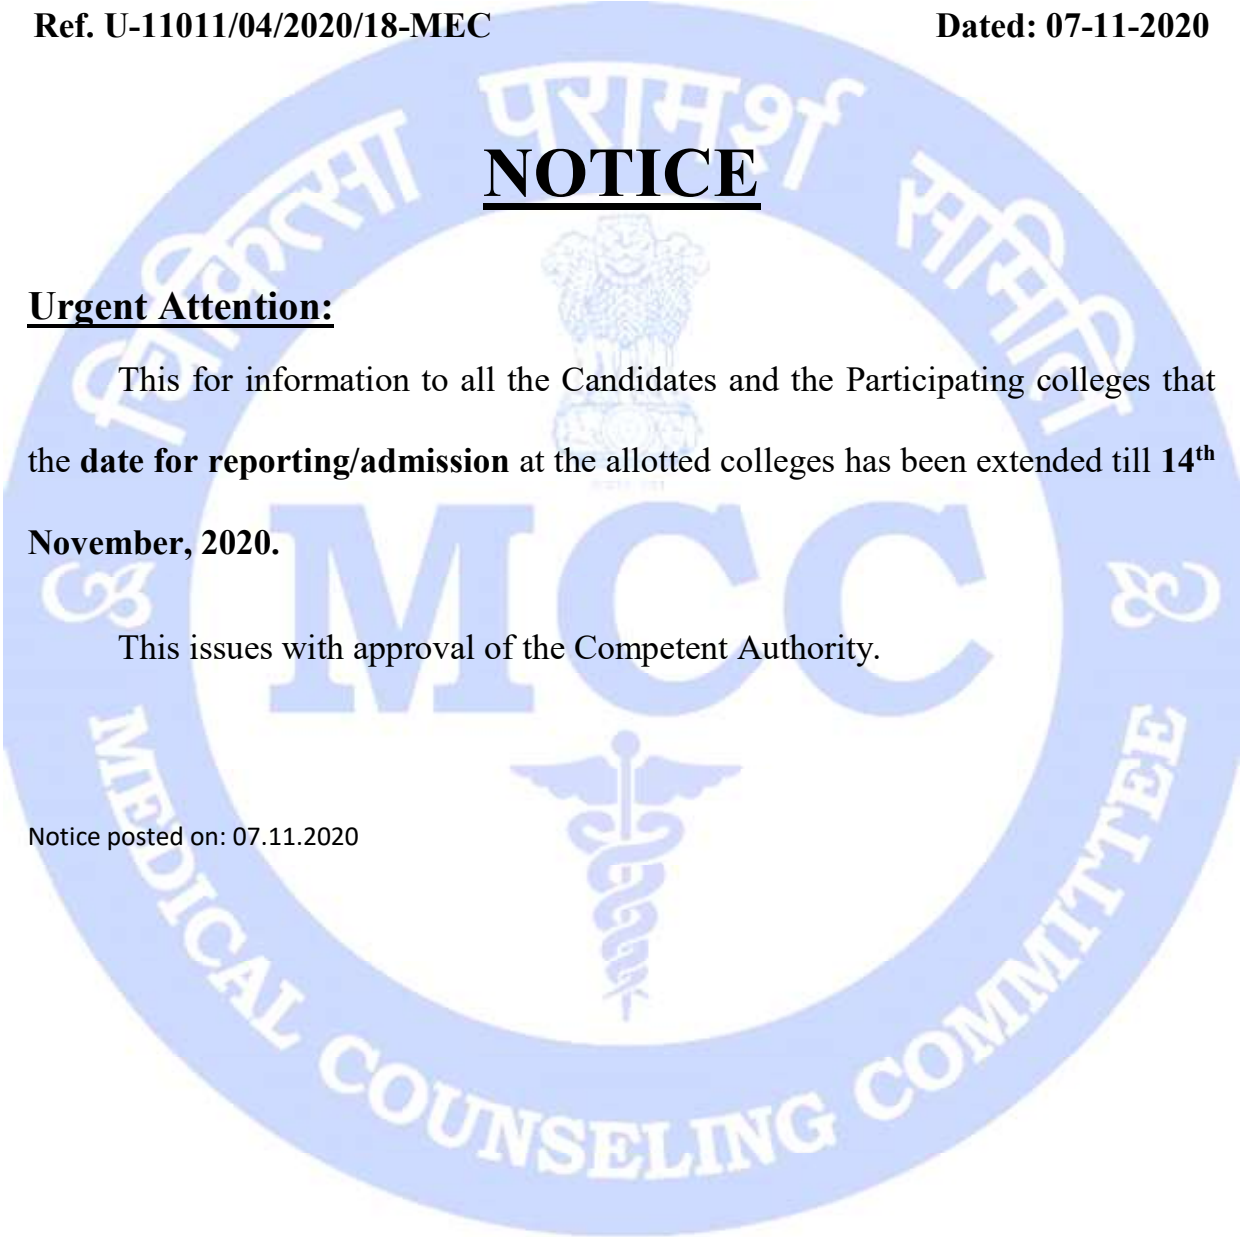 Ref. U-11011/04/2020/18-MEC Dated: 07-11-2020
चिकित्सा परामर्श समिति
NOTICE
Urgent Attention:
This for information to all the Candidates and the Participating colleges that
the date for reporting/admission at the allotted colleges has been extended till 14th
November, 2020.
MCC
This issues with approval of the Competent Authority.
Notice posted on: 07.11.2020
MEDICAL COUNSELING COMMITTEE